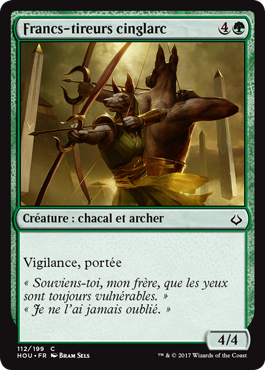 Francs-tireurs cinglarc 4
Créature : chacal et archer
Vigilance, portée
« Souviens-toi, mon frère, que les yeux
sont toujours vulnérables. »
« Je ne l'ai jamais oublié. »
4/4
112/199 C
HOU • FR Bram Sels
™ & © 2017 Wizards of the Coast